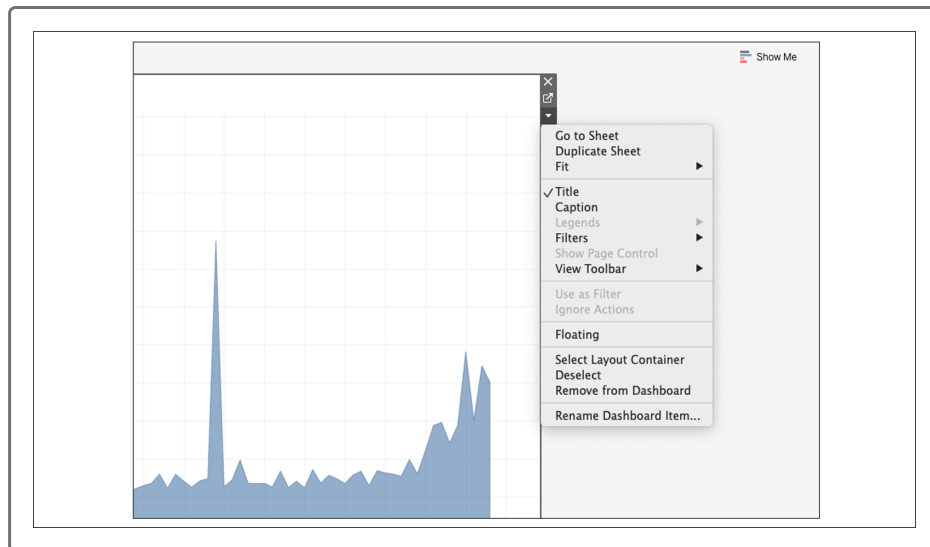 Show Me
Go to Sheet
Duplicate Sheet
Fit
Title
Caption
Legends
Filters
Show Page Control
View Toolbar
Use as Filter
Ignore Actions
Floating
Select Layout Container
Deselect
Remove from Dashboard
Rename Dashboard Item...